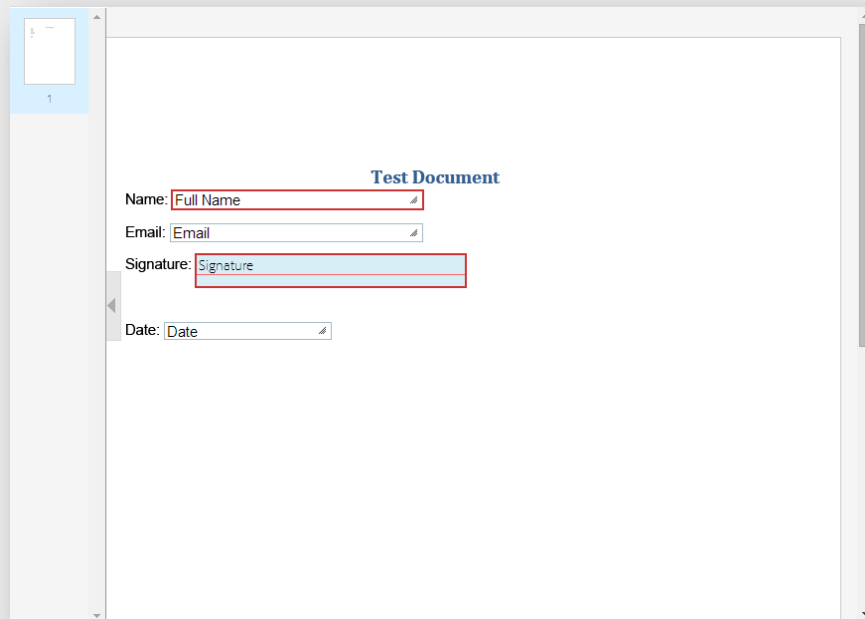 1
Test Document
Name: Full Name
Email: Email
Signature: Signature
Date: Date